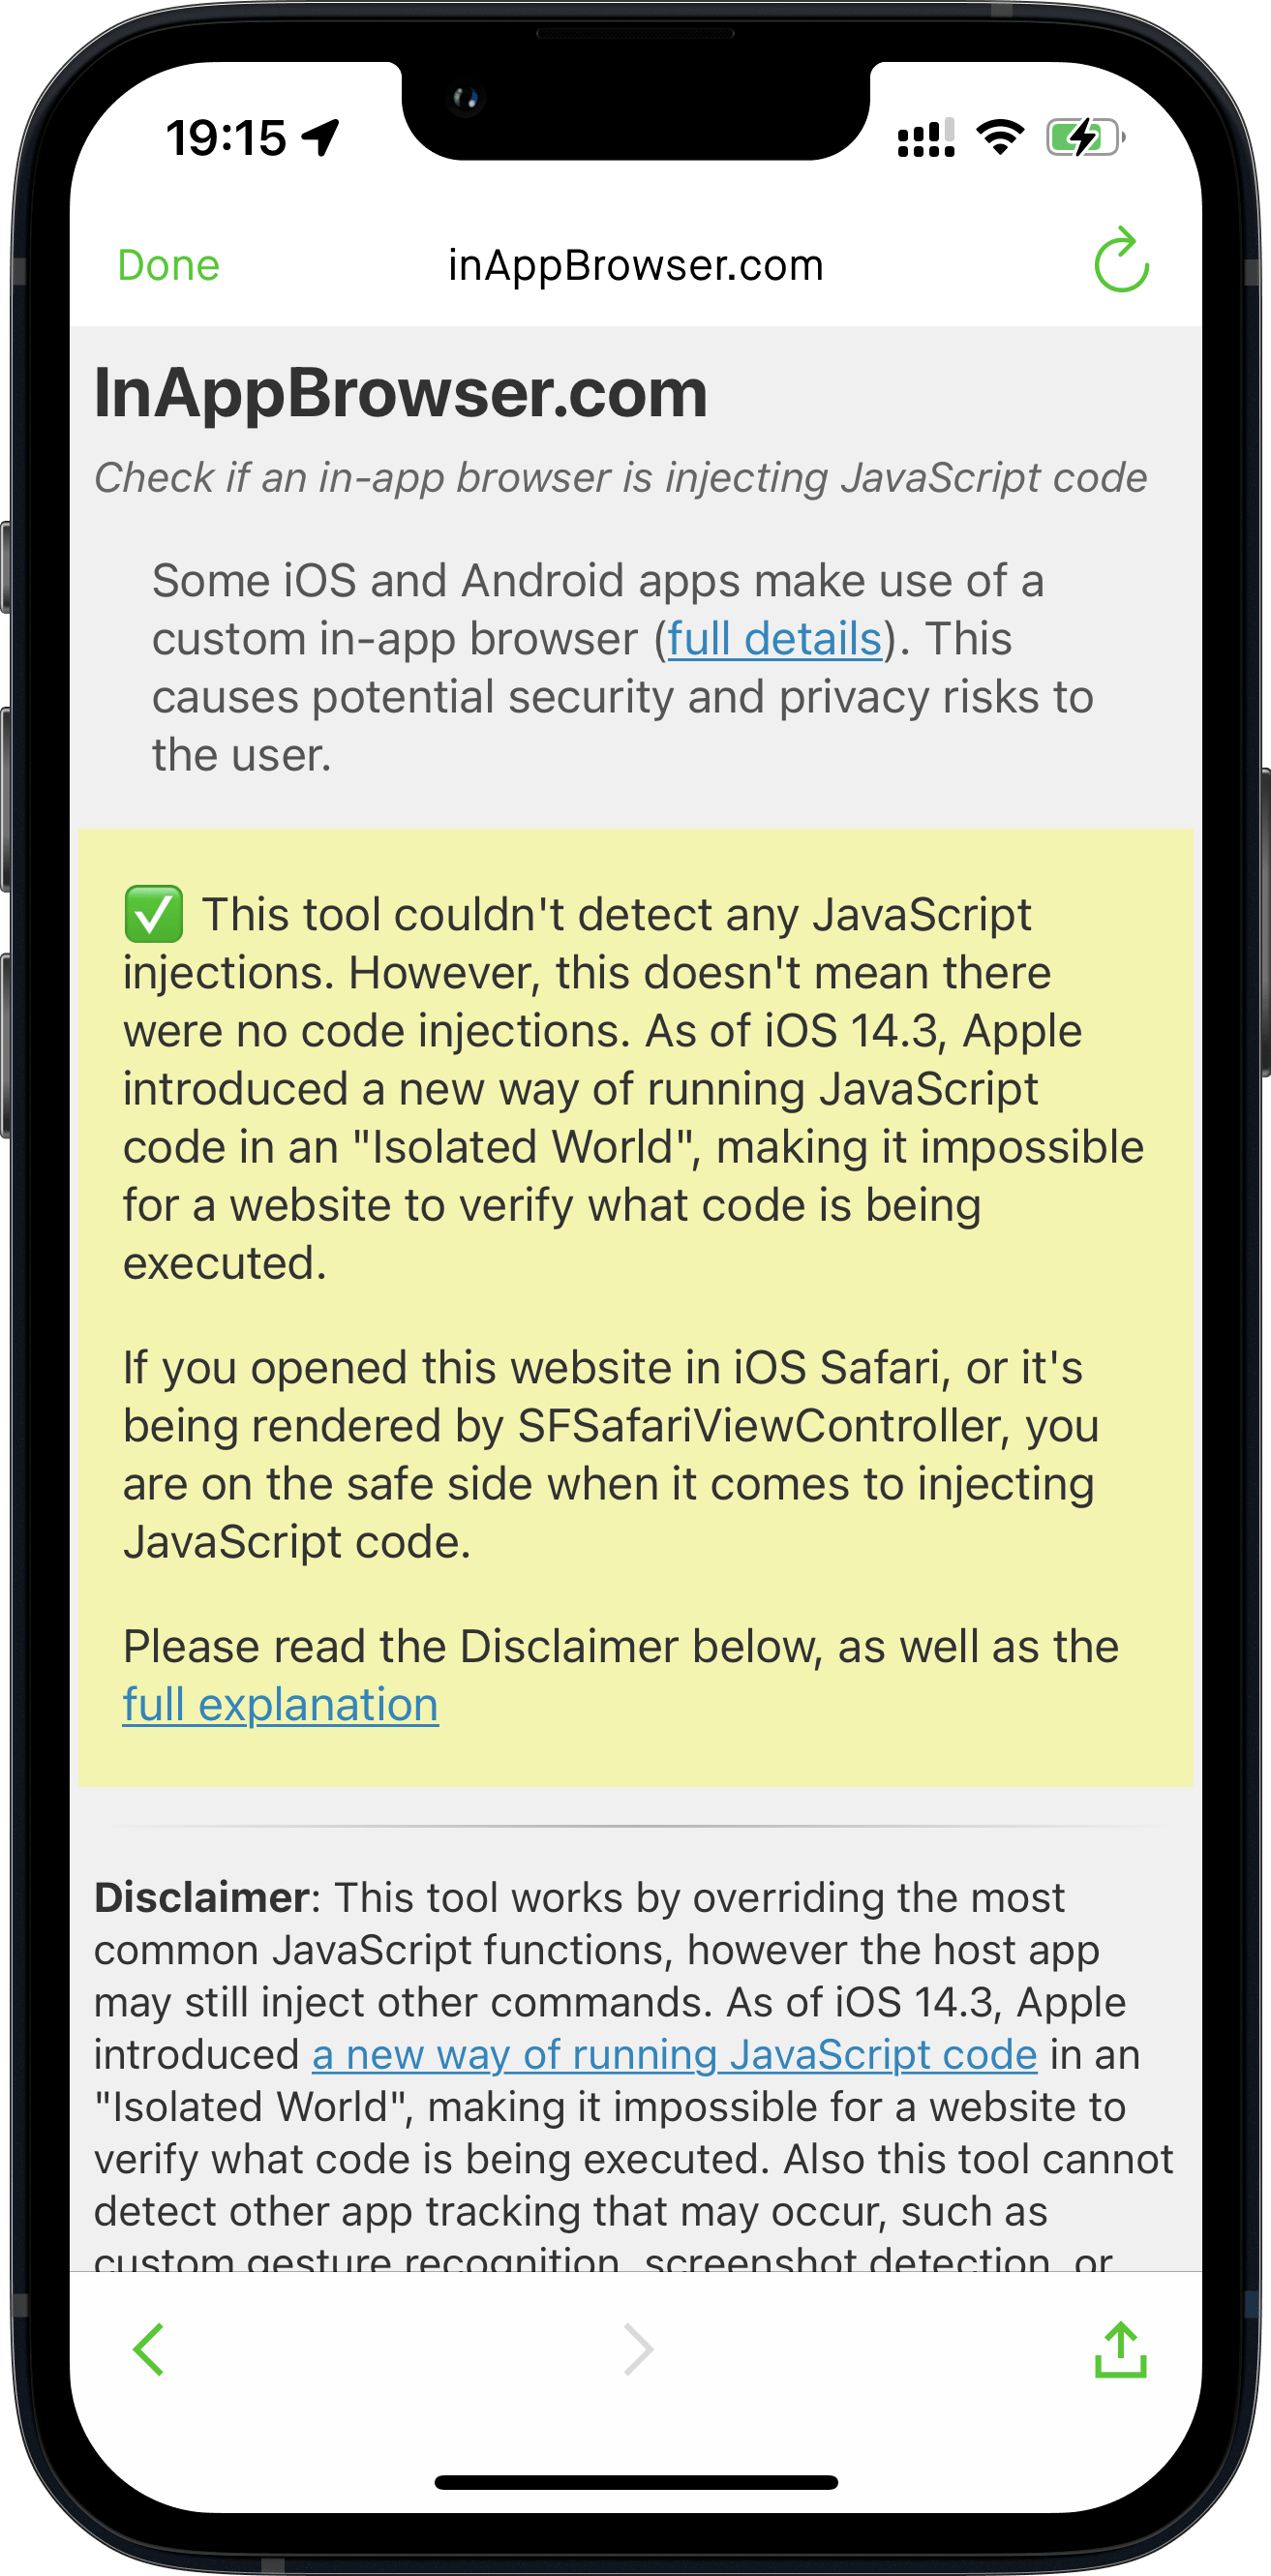 19:15
Done
inAppBrowser.com
InAppBrowser.com
Check if an in-app browser is injecting JavaScript code
Some iOS and Android apps make use of a
custom in-app browser (full details). This
causes potential security and privacy risks to
the user.
✅ This tool couldn't detect any JavaScript
injections. However, this doesn't mean there
were no code injections. As of iOS 14.3, Apple
introduced a new way of running JavaScript
code in an "Isolated World", making it impossible
for a website to verify what code is being
executed.
If you opened this website in iOS Safari, or it's
being rendered by SFSafariViewController, you
are on the safe side when it comes to injecting
JavaScript code.
Please read the Disclaimer below, as well as the
full explanation
Disclaimer: This tool works by overriding the most
common JavaScript functions, however the host app
may still inject other commands. As of iOS 14.3, Apple
introduced a new way of running JavaScript code in an
"Isolated World", making it impossible for a website to
verify what code is being executed. Also this tool cannot
detect other app tracking that may occur, such as
custom gesture recognition, screenshot detection, or